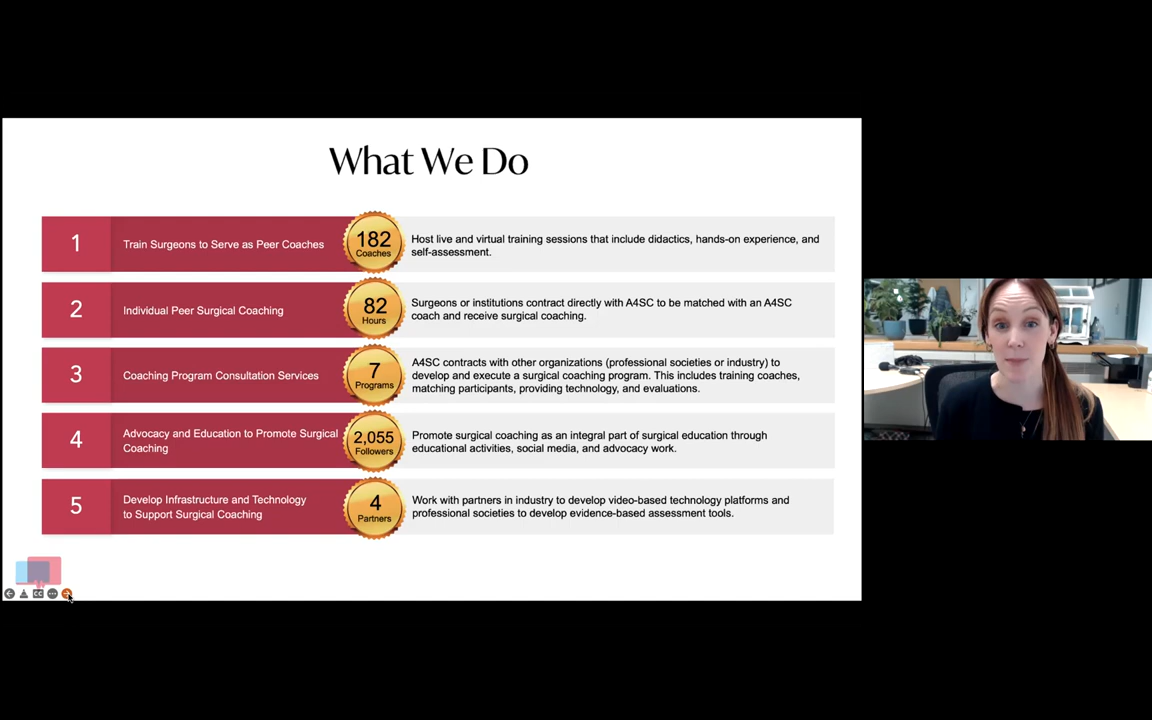 What We Do
1
Train Surgeons to Serve as Peer Coaches
182
Coaches
Host live and virtual training sessions that include didactics, hands-on experience, and
self-assessment.
2
Individual Peer Surgical Coaching
82
Hours
Surgeons or institutions contract directly with A4SC to be matched with an A4SC
coach and receive surgical coaching.
3
Coaching Program Consultation Services
7
Programs
A4SC contracts with other organizations (professional societies or industry) to
develop and execute a surgical coaching program. This includes training coaches,
matching participants, providing technology, and evaluations.
4
Advocacy and Education to Promote Surgical
Coaching
2,055
Followers
Promote surgical coaching as an integral part of surgical education through
educational activities, social media, and advocacy work.
5
Develop Infrastructure and Technology
to Support Surgical Coaching
4
Partners
Work with partners in industry to develop video-based technology platforms and
professional societies to develop evidence-based assessment tools.
CC